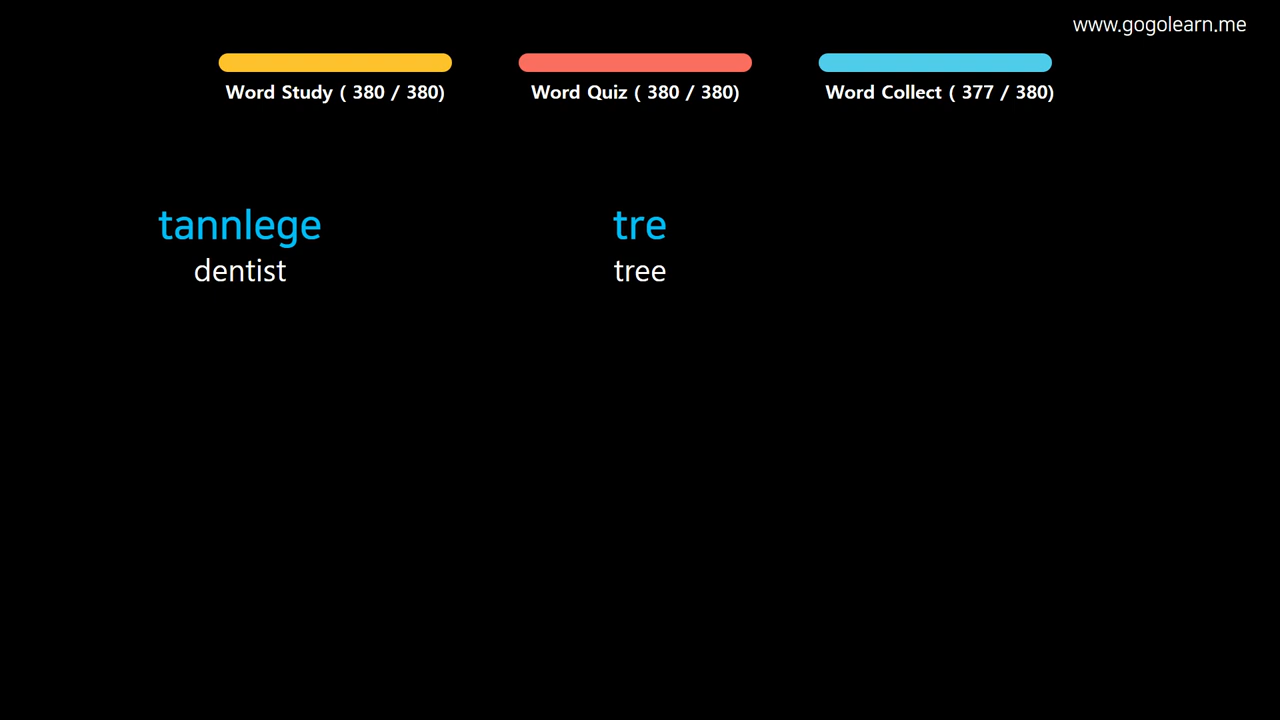 www.gogolearn.me
Word Study ( 380 / 380)
Word Quiz ( 380 / 380)
Word Collect ( 377 / 380)
tannlege
dentist
tre
tree